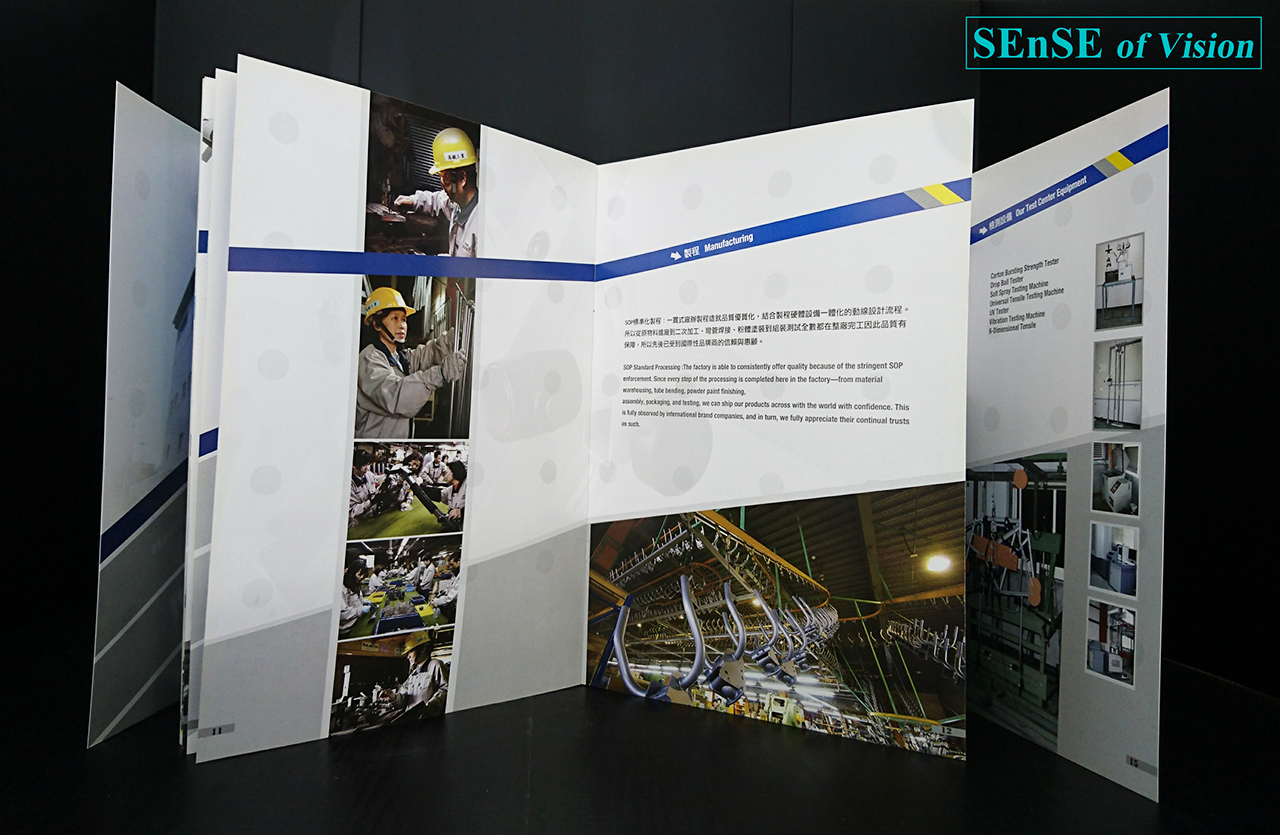 SEnSE of Vision
製程 Manufacturing
SOP標準化製程：一貫式廠辦製程造就品質優質化，結合製程硬體設備一體化的動線設計流程。
所以從原物料進廠到二次加工、彎管焊接、粉體塗裝到組裝測試全數都在整廠完工因此品質有
保障，所以先後已受到國際性品牌商的信賴與惠顧。
SOP Standard Processing :The factory is able to consistently offer quality because of the stringent SOP
enforcement. Since every step of the processing is completed here in the factory—from material
warehousing, tube bending, powder paint finishing,
assembly, packaging, and testing, we can ship our products across with the world with confidence. This
is fully observed by international brand companies, and in turn, we fully appreciate their continual trusts
as such.
11
12
檢測設備 Our Test Center Equipment
Carton Bursting Strength Tester
Drop Ball Tester
Salt Spray Testing Machine
Universal Tensile Testing Machine
UV Tester
Vibration Testing Machine
N-Dimensional Tensile
15